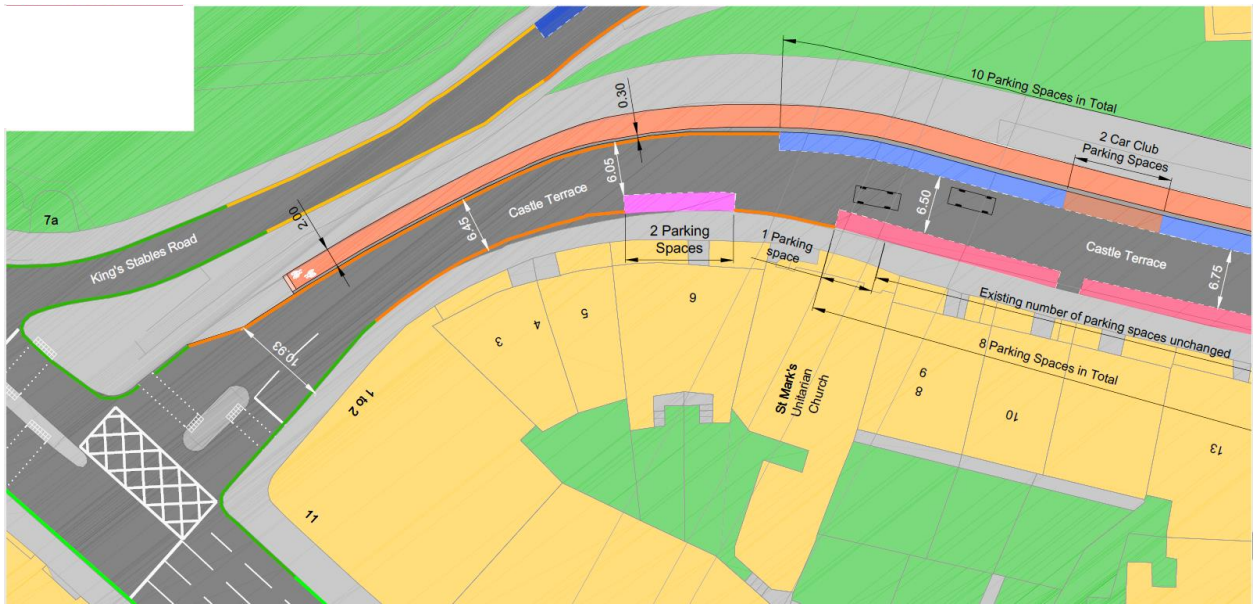 10 Parking Spaces in Total
0.30
2 Car Club
Parking Spaces
7a
King's Stables Road
2.00
Castle Terrace
6.05
6.45
6.50
2 Parking
Spaces
1 Parking
space
Castle Terrace
6.75
Existing number of parking spaces unchanged
8 Parking Spaces in Total
10.93
1 to 2
3
4
5
6
St Mark's
Unitarian
Church
9
8
10
13
11